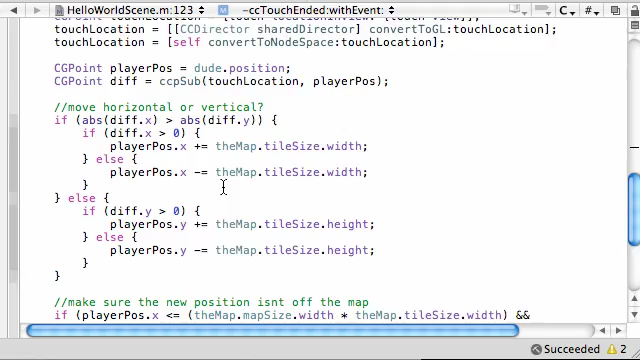 HelloWorldScene.m:123 M -ccTouchEnded:withEvent: C #
touchLocation = [[CCDirector sharedDirector] convertToGL:touchLocation];
touchLocation = [self convertToNodeSpace:touchLocation];
CGPoint playerPos = dude.position;
CGPoint diff = ccpSub(touchLocation, playerPos);
//move horizontal or vertical?
if (abs(diff.x) > abs(diff.y)) {
if (diff.x > 0) {
playerPos.x += theMap.tileSize.width;
} else {
playerPos.x -= theMap.tileSize.width;
}
} else {
if (diff.y > 0) {
playerPos.y += theMap.tileSize.height;
} else {
playerPos.y -= theMap.tileSize.height;
}
}
//make sure the new position isnt off the map
if (playerPos.x <= (theMap.mapSize.width * theMap.tileSize.width) &&
Succeeded 2